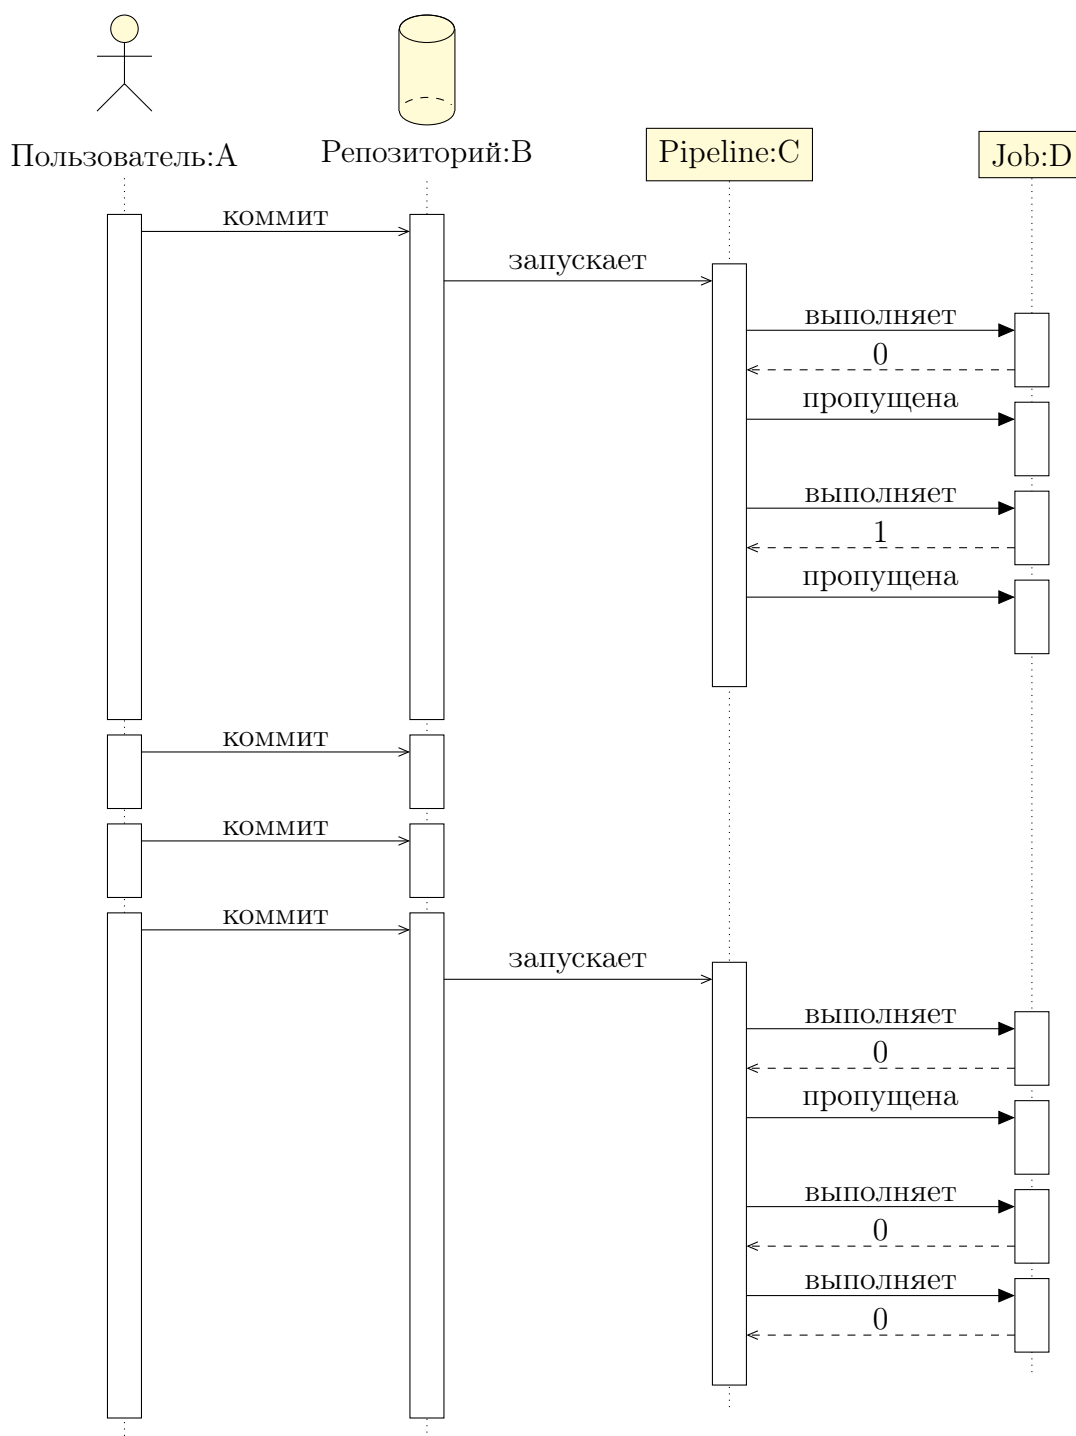 Пользователь:A
Репозиторий:B
Pipeline:C
Job:D
коммит
запускает
выполняет
0
пропущена
выполняет
1
пропущена
коммит
коммит
коммит
запускает
выполняет
0
пропущена
выполняет
0
выполняет
0